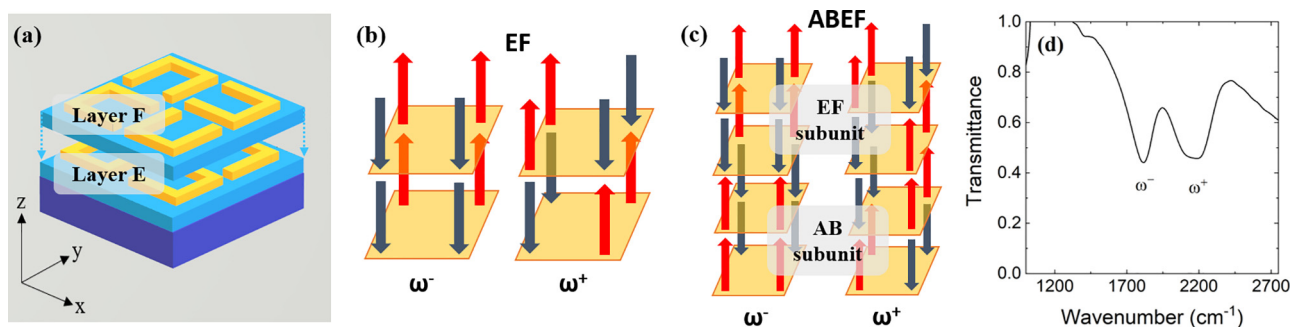 (a)
Layer F
Layer E
z
y
x
(b)
EF
ω⁻
ω⁺
(c)
ABEF
EF
subunit
AB
subunit
ω⁻
ω⁺
(d)
Transmittance
1.0
0.8
0.6
0.4
0.2
0.0
ω⁻
ω⁺
1200
1700
2200
2700
Wavenumber (cm⁻¹)